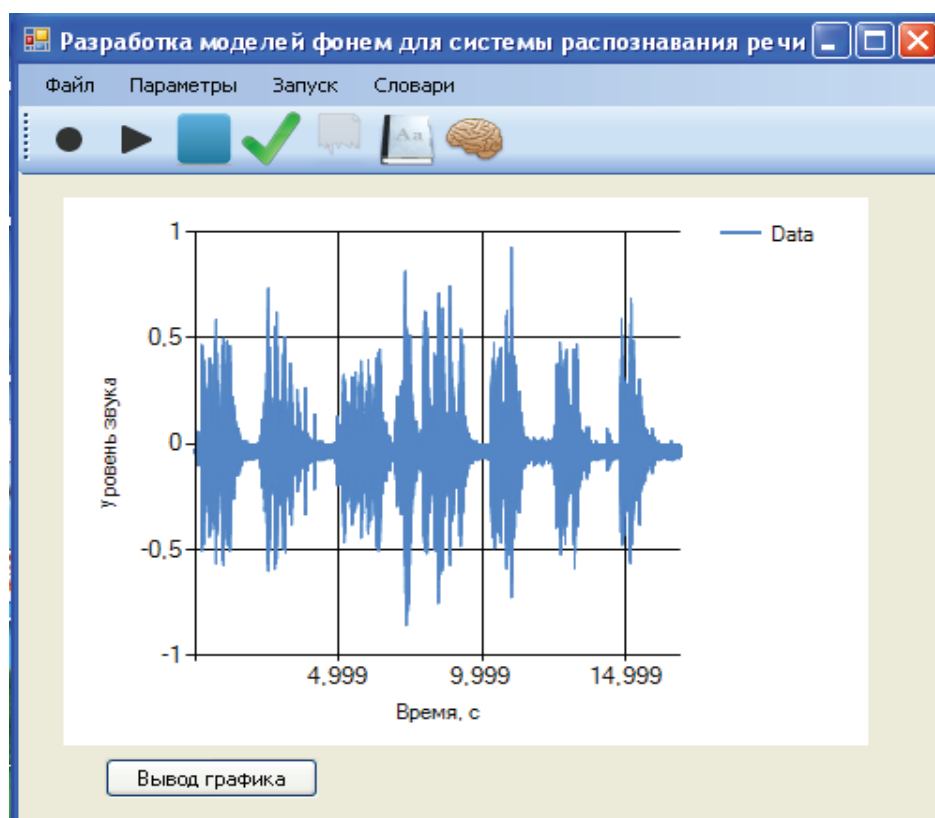 Разработка моделей фонем для системы распознавания речи
Файл Параметры Запуск Словари
Aa
1
Data
0,5
Уровень звука
0
-0,5
-1
4,999 9,999 14,999
Время, с
Вывод графика